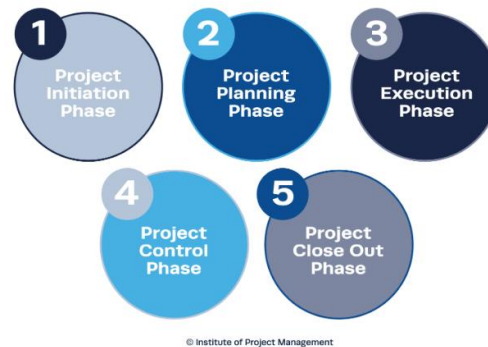 1
Project
Initiation
Phase
2
Project
Planning
Phase
3
Project
Execution
Phase
4
Project
Control
Phase
5
Project
Close Out
Phase
© Institute of Project Management